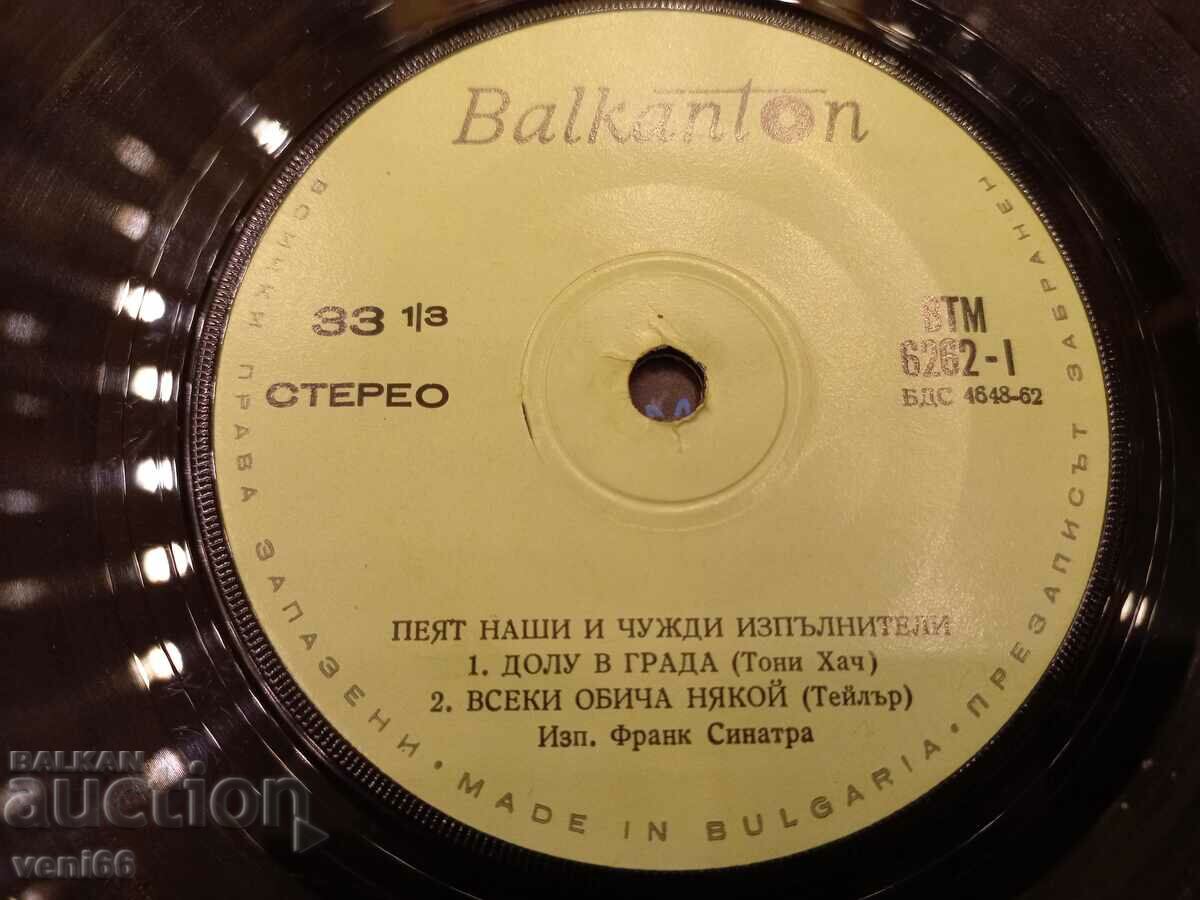 Balkanton
33 1/3
СТЕРЕО
ВТМ
6262-I
БДС 4648-62
ПЕЯТ НАШИ И ЧУЖДИ ИЗПЪЛНИТЕЛИ
1. ДОЛУ В ГРАДА (Тони Хач)
2. ВСЕКИ ОБИЧА НЯКОЙ (Тейлър)
Изп. Франк Синатра
ВСИЧКИ ПРАВА ЗАПАЗЕНИ • MADE IN BULGARIA • ПРЕЗАПИСЪТ ЗАБРАНЕН
BALKAN
auction
veni66